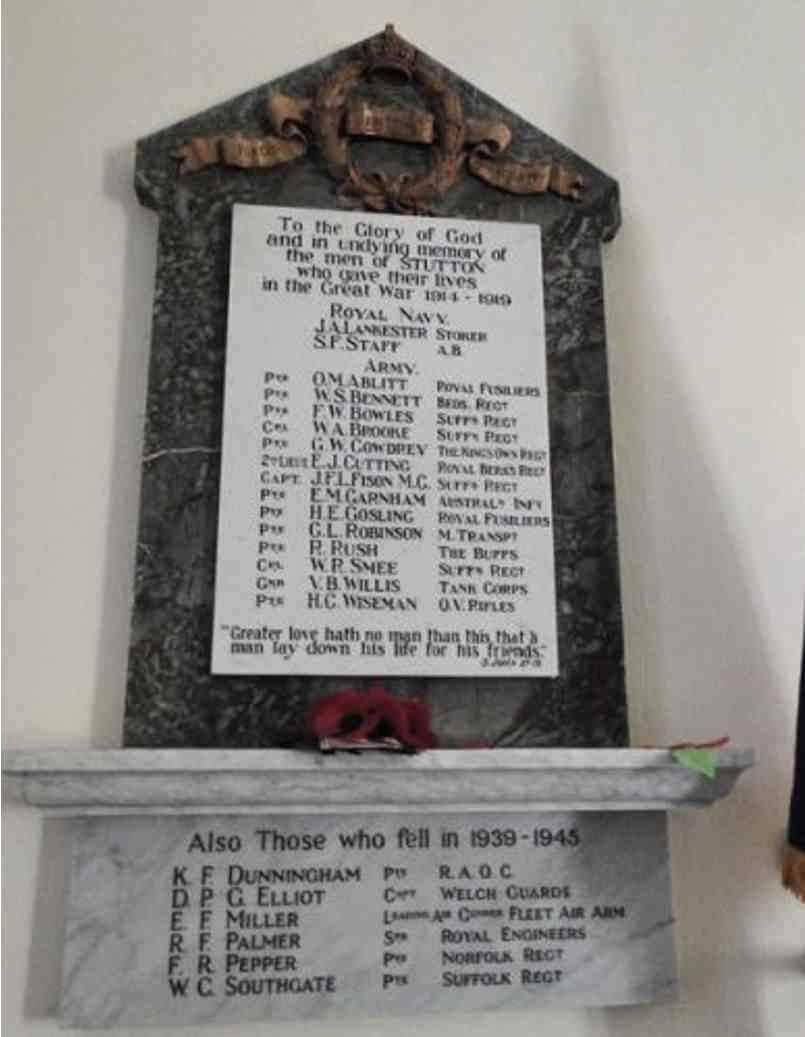 To the Glory of God
and in undying memory of
the men of STUTTON
who gave their lives
in the Great War 1914-1919
ROYAL NAVY.
J.A.LANKESTER STOKER
S.F.STAFF A.B
ARMY.
PTE O.M.ABLITT ROYAL FUSILIERS
PTE W.S.BENNETT BEDS. REGT
PTE F.W.BOWLES SUFFK REGT
CPL W.A.BROOKE SUFFK REGT
PTE G.W.COWDREY THE KINGS OWN REGT
2ND LIEUT E.J.CUTTING ROYAL BERKS REGT
CAPT. J.F.L.FISON M.C. SUFFK REGT
PTE E.M.GARNHAM AUSTRALN INFY
PTE H.E.GOSLING ROYAL FUSILIERS
PTE G.L.ROBINSON M.TRANSPT
PTE R.RUSH THE BUFFS
CPL W.R.SMEE SUFFK REGT
GNR V.B.WILLIS TANK CORPS
PTE H.C.WISEMAN O.V.RIFLES
"Greater love hath no man than this, that a
man lay down his life for his friends."
Also Those who fell in 1939-1945
K F DUNNINGHAM PTE R.A.O.C.
D P G ELLIOT CAPT WELCH GUARDS
E F MILLER LEADING AIR GUNNER FLEET AIR ARM
R F PALMER SPR ROYAL ENGINEERS
F R PEPPER PTE NORFOLK REGT
W C SOUTHGATE PTE SUFFOLK REGT